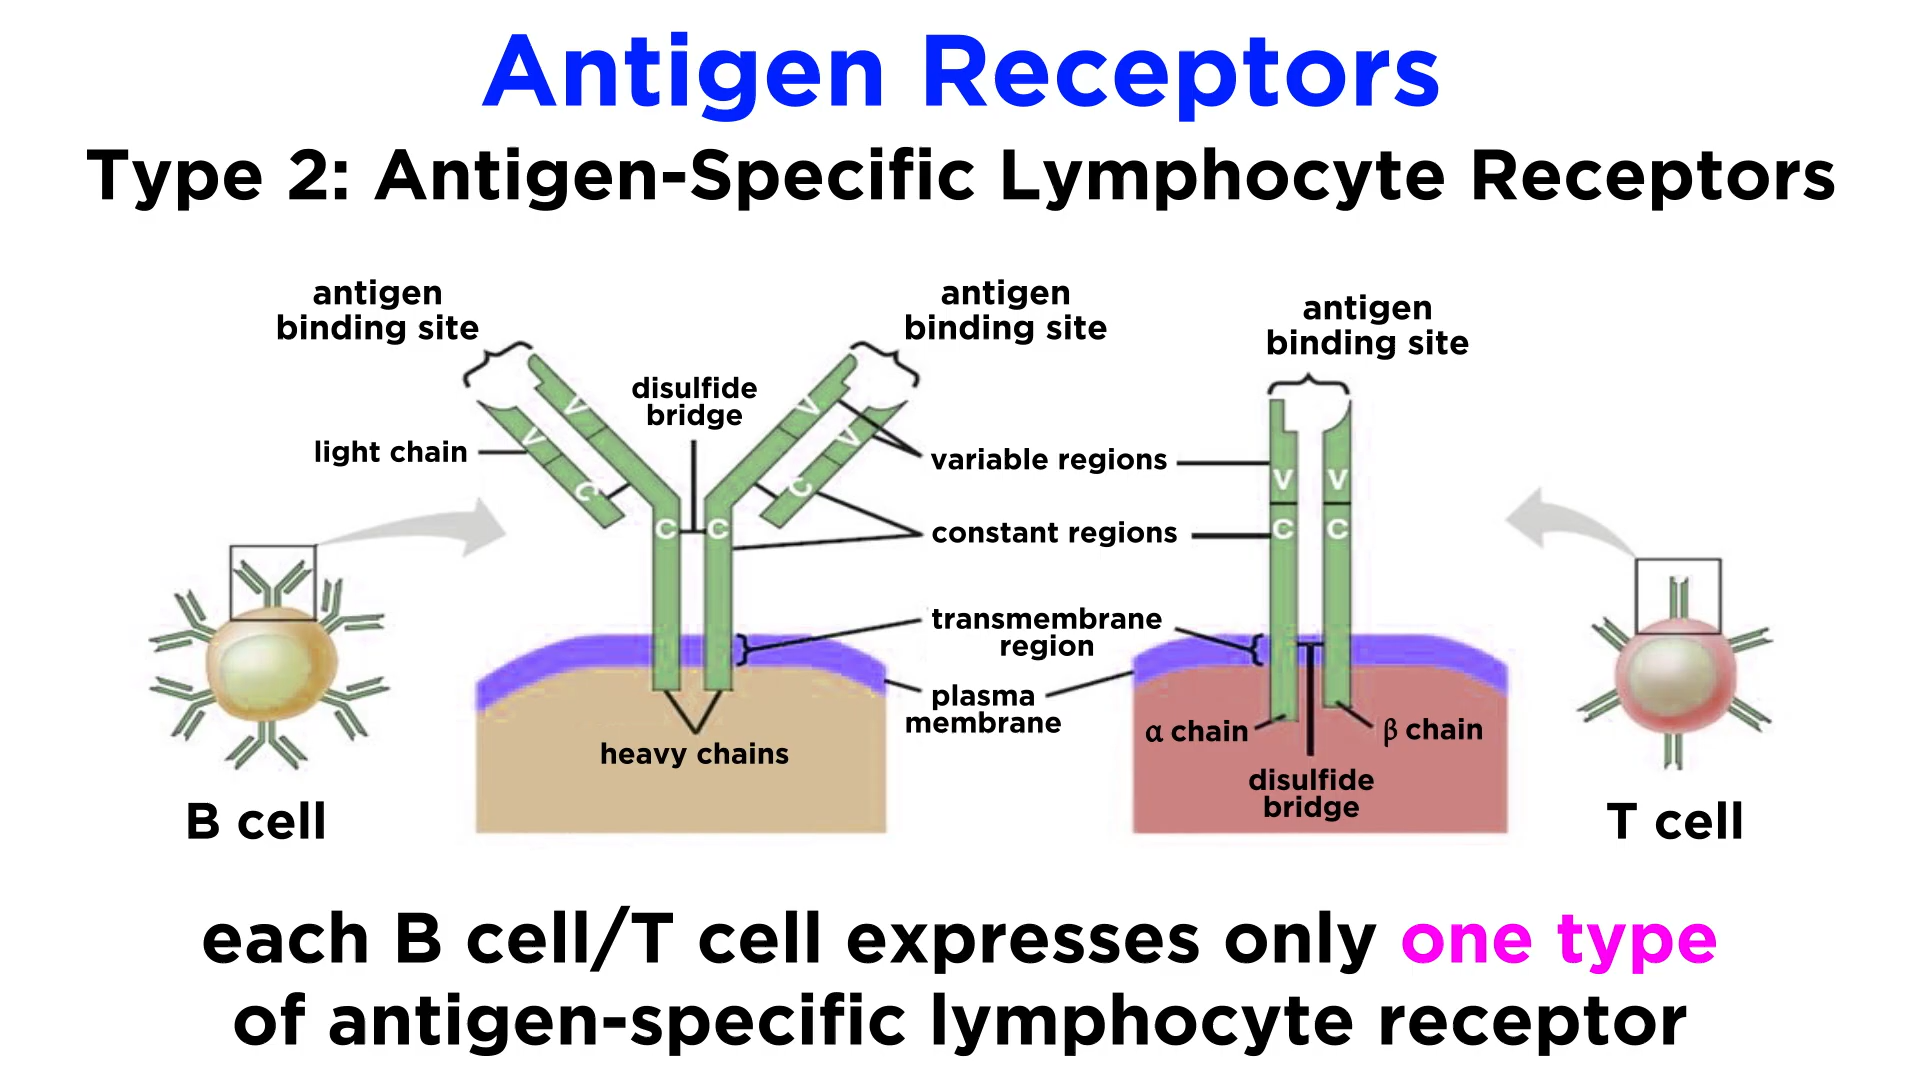 Antigen Receptors
Type 2: Antigen-Specific Lymphocyte Receptors
antigen
binding site
antigen
binding site
antigen
binding site
disulfide
bridge
light chain
variable regions
constant regions
transmembrane
region
plasma
membrane
heavy chains
α chain
β chain
disulfide
bridge
V
V
C
C
V
V
C
C
V
V
C
C
B cell
T cell
each B cell/T cell expresses only one type
of antigen-specific lymphocyte receptor